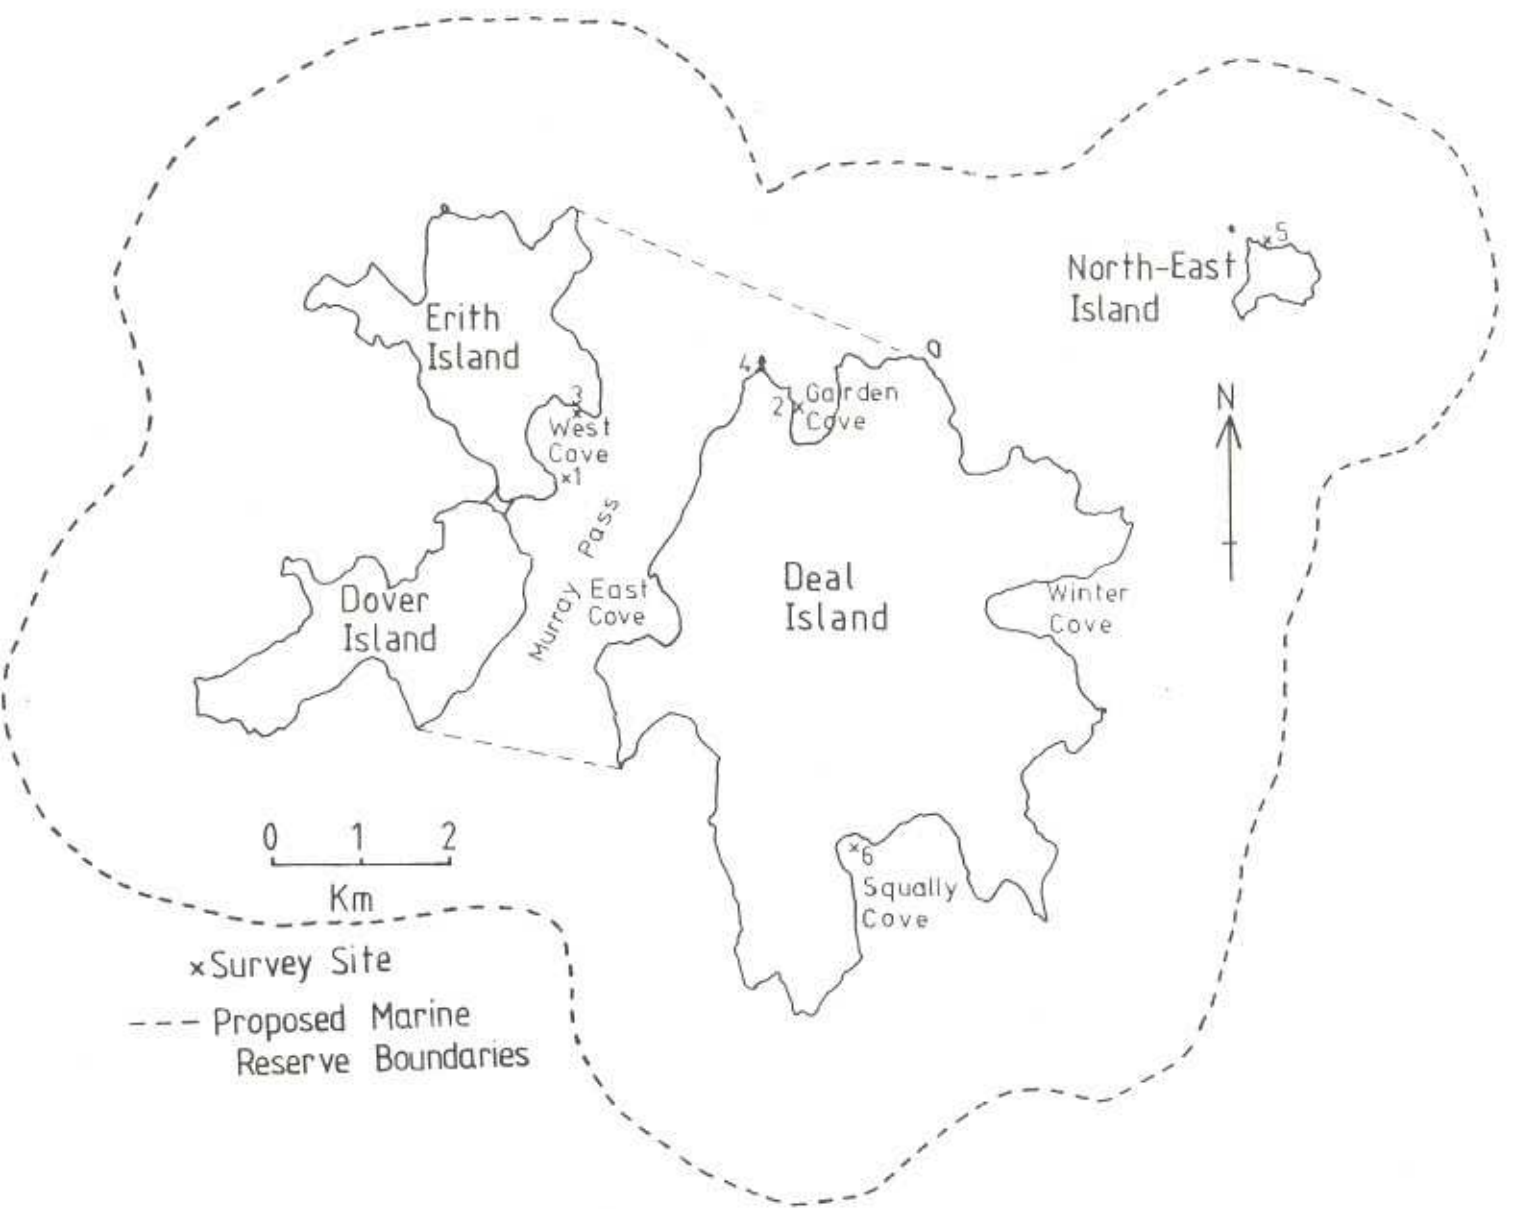 Erith
Island
North-East
Island
5
4
2
Garden
Cove
3
West
Cove
1
N
Murray Pass
East
Cove
Deal
Island
Winter
Cove
Dover
Island
0 1 2
Km
6
Squally
Cove
x Survey Site
--- Proposed Marine
Reserve Boundaries